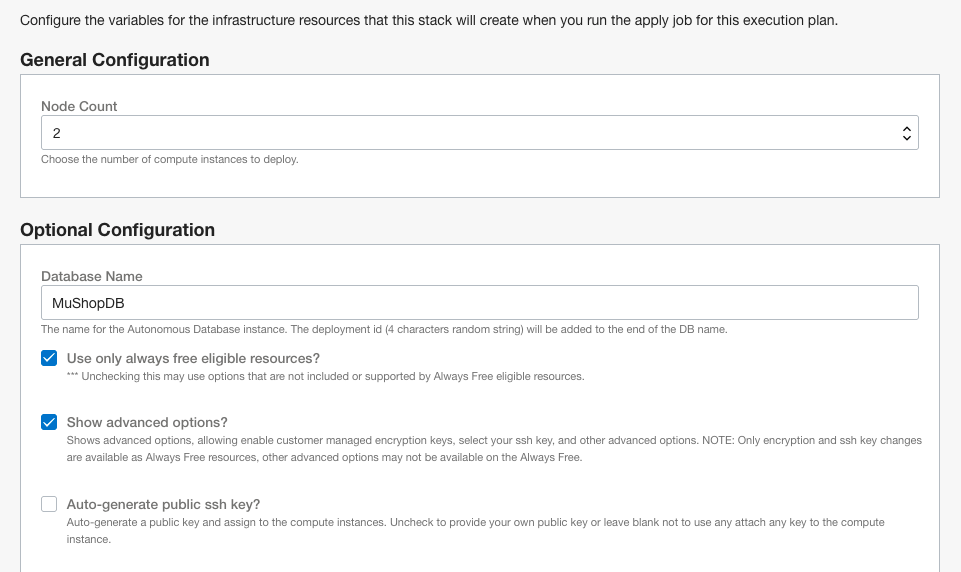 Configure the variables for the infrastructure resources that this stack will create when you run the apply job for this execution plan.
General Configuration
Node Count
2
Choose the number of compute instances to deploy.
Optional Configuration
Database Name
MuShopDB
The name for the Autonomous Database instance. The deployment id (4 characters random string) will be added to the end of the DB name.
Use only always free eligible resources?
*** Unchecking this may use options that are not included or supported by Always Free eligible resources.
Show advanced options?
Shows advanced options, allowing enable customer managed encryption keys, select your ssh key, and other advanced options. NOTE: Only encryption and ssh key changes
are available as Always Free resources, other advanced options may not be available on the Always Free.
Auto-generate public ssh key?
Auto-generate a public key and assign to the compute instances. Uncheck to provide your own public key or leave blank not to use any attach any key to the compute
instance.